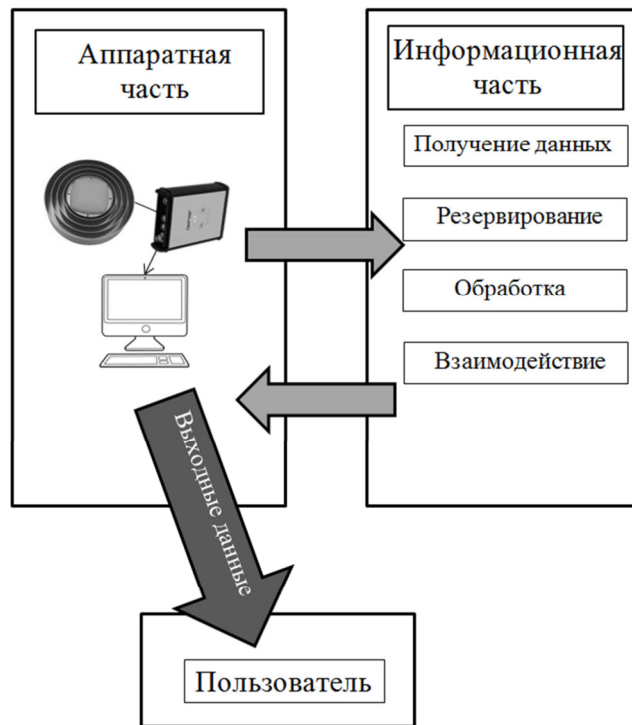 Аппаратная
часть
Информационная
часть
Получение данных
Резервирование
Обработка
Взаимодействие
Выходные данные
Пользователь